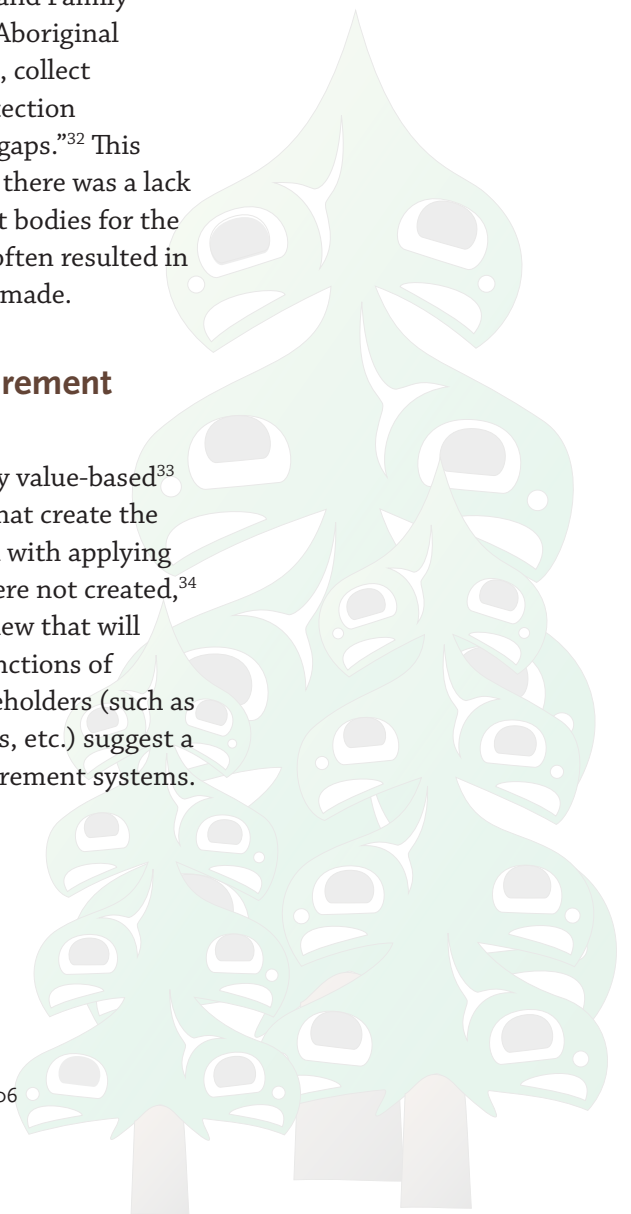 and Family
Aboriginal
, collect
tection
gaps.”32 This
there was a lack
t bodies for the
often resulted in
made.
rement
y value-based33
hat create the
with applying
ere not created,34
iew that will
nctions of
eholders (such as
s, etc.) suggest a
rement systems.
06